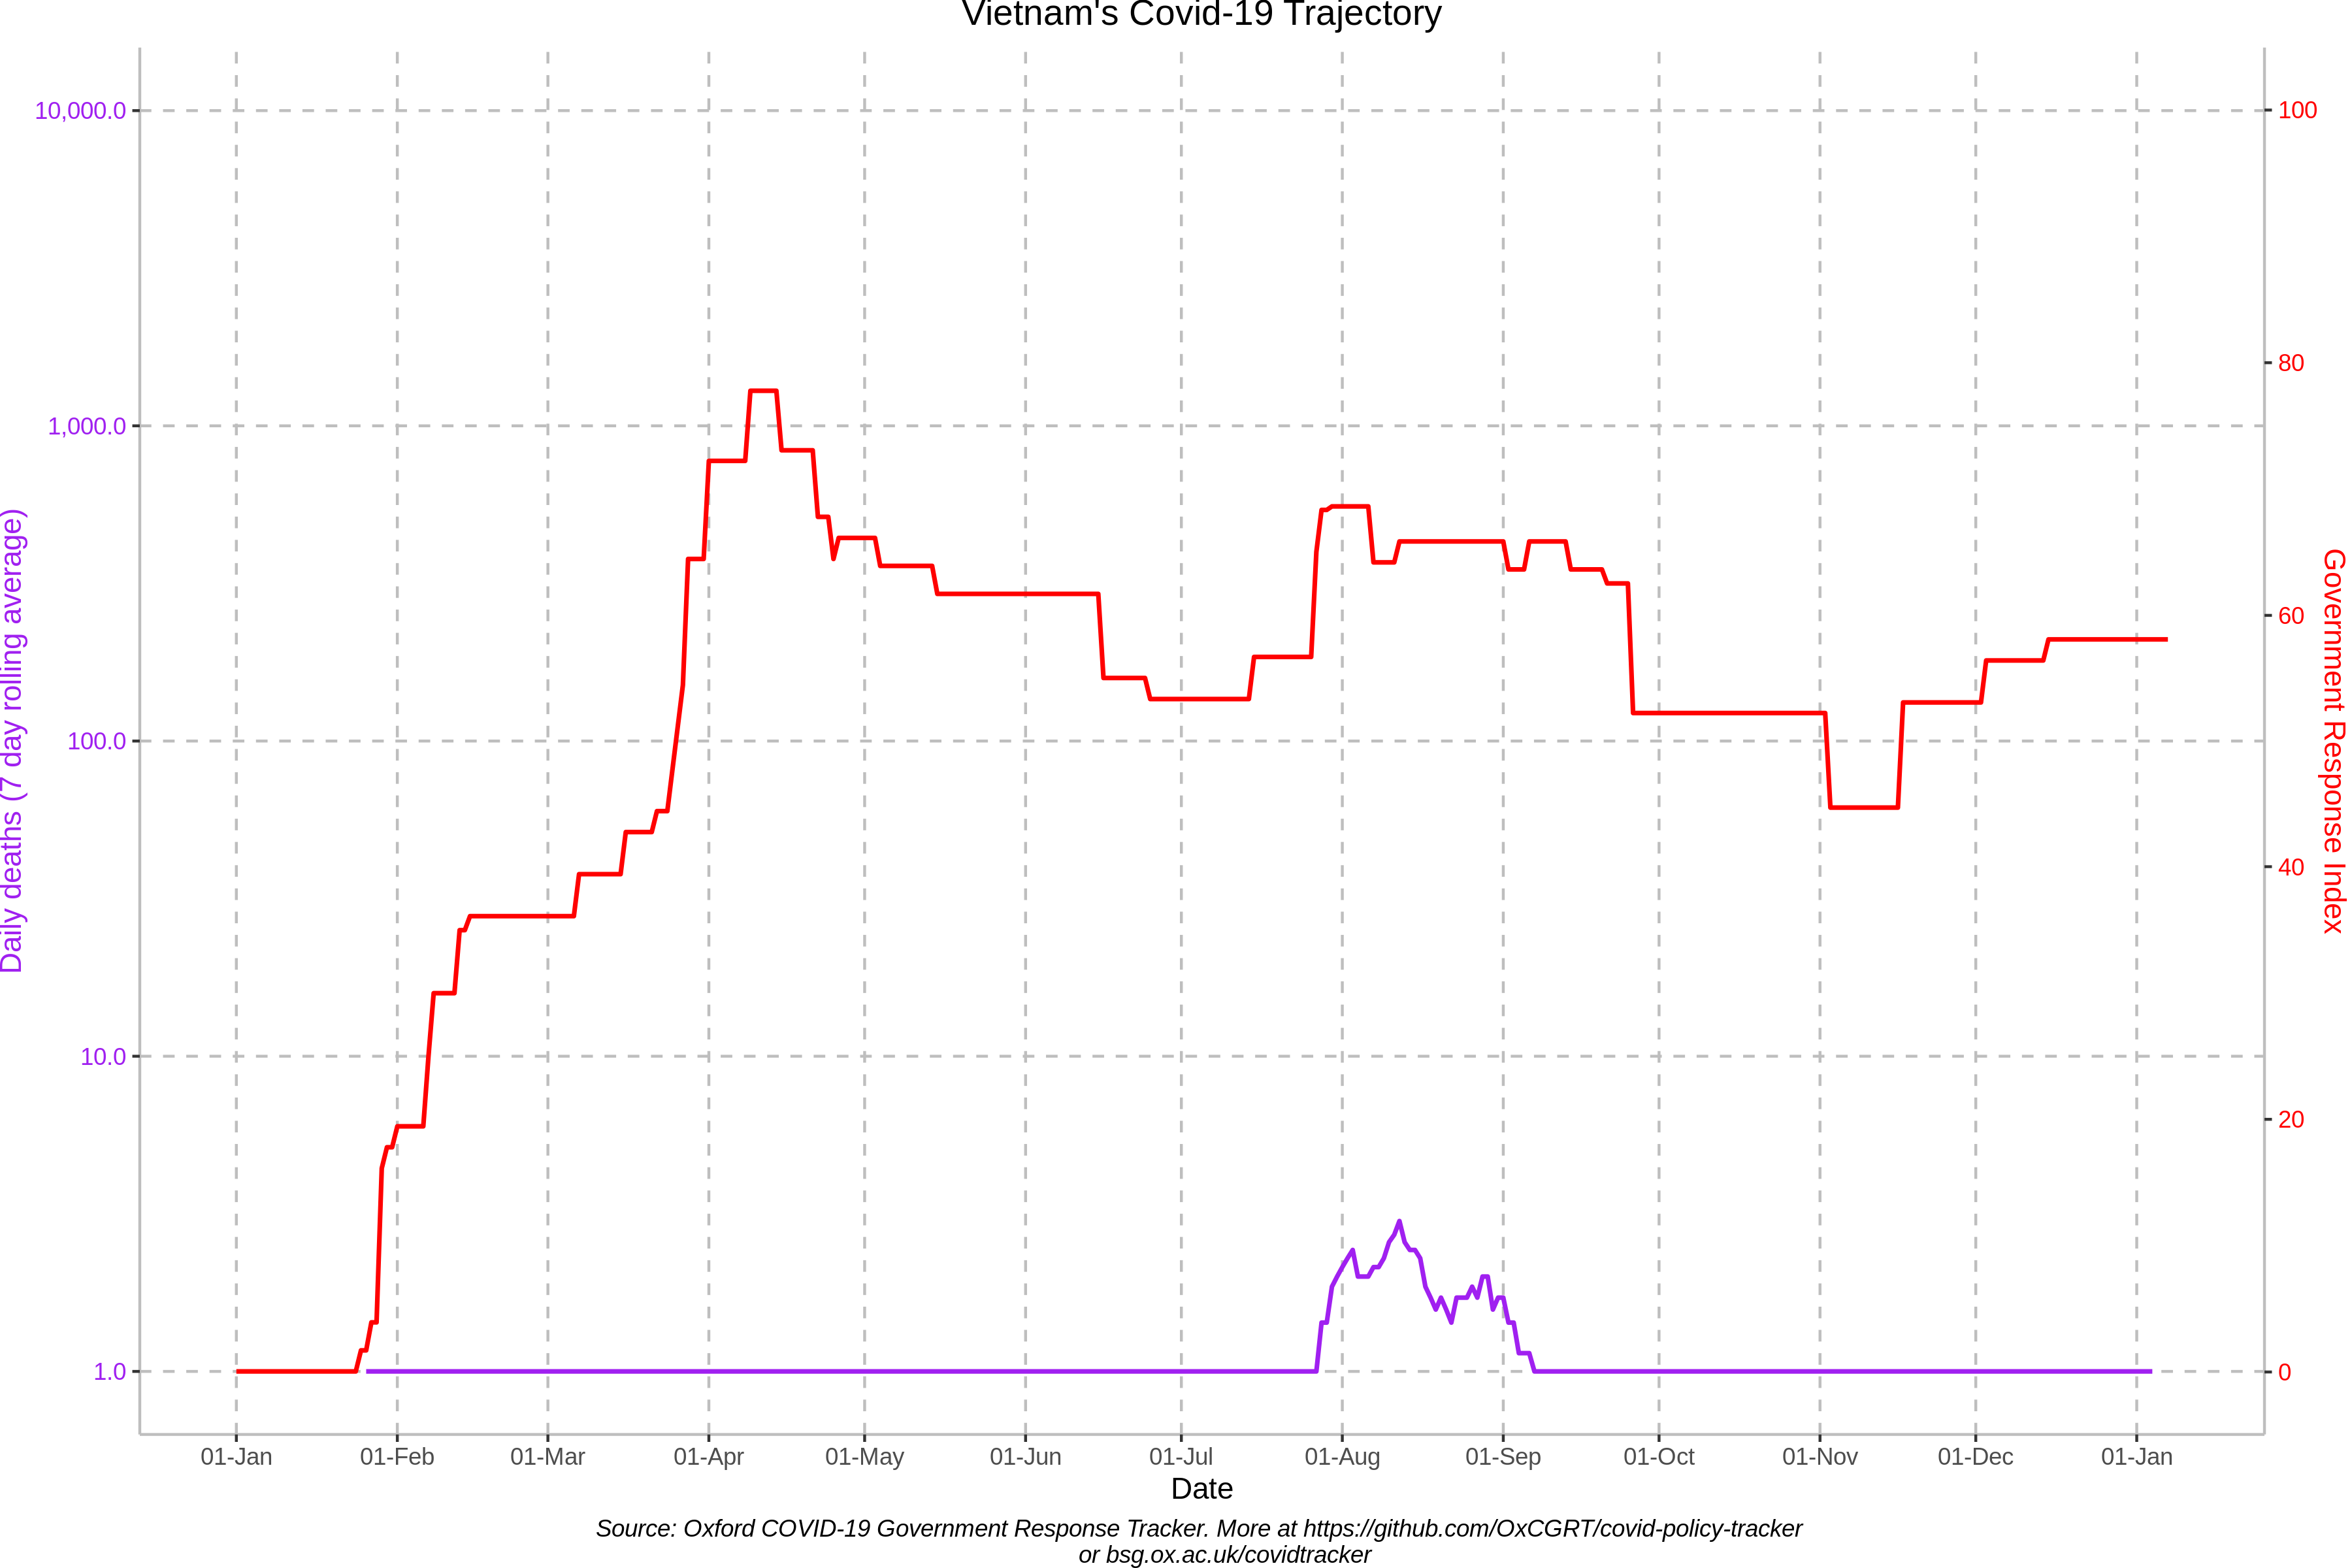 Vietnam's Covid-19 Trajectory
10,000.0
1,000.0
100.0
10.0
1.0
Daily deaths (7 day rolling average)
100
80
60
40
20
0
Government Response Index
01-Jan 01-Feb 01-Mar 01-Apr 01-May 01-Jun 01-Jul 01-Aug 01-Sep 01-Oct 01-Nov 01-Dec 01-Jan
Date
Source: Oxford COVID-19 Government Response Tracker. More at https://github.com/OxCGRT/covid-policy-tracker
or bsg.ox.ac.uk/covidtracker